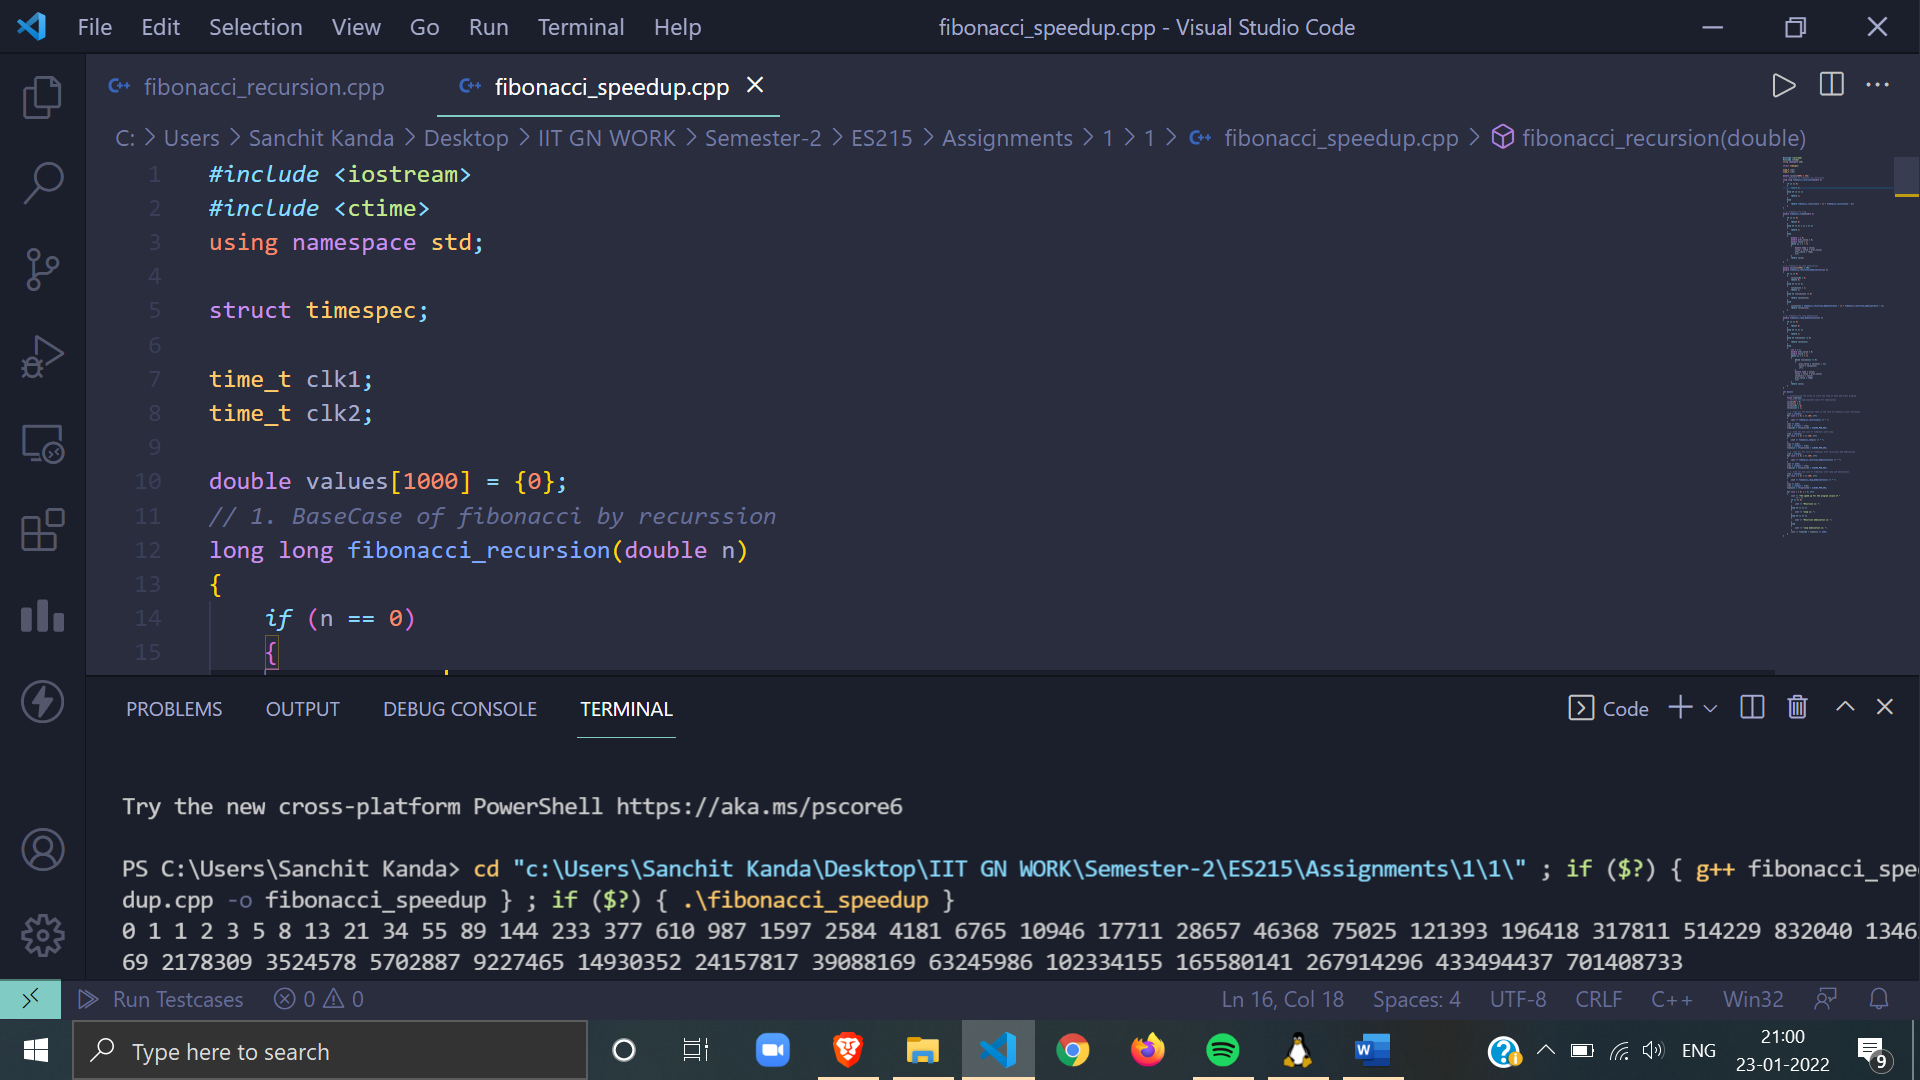 File Edit Selection View Go Run Terminal Help fibonacci_speedup.cpp - Visual Studio Code
fibonacci_recursion.cpp fibonacci_speedup.cpp
C: > Users > Sanchit Kanda > Desktop > IIT GN WORK > Semester-2 > ES215 > Assignments > 1 > 1 > fibonacci_speedup.cpp > fibonacci_recursion(double)
1 #include <iostream>
2 #include <ctime>
3 using namespace std;
4
5 struct timespec;
6
7 time_t clk1;
8 time_t clk2;
9
10 double values[1000] = {0};
11 // 1. BaseCase of fibonacci by recurssion
12 long long fibonacci_recursion(double n)
13 {
14 if (n == 0)
15 {
PROBLEMS OUTPUT DEBUG CONSOLE TERMINAL Code
Try the new cross-platform PowerShell https://aka.ms/pscore6
PS C:\Users\Sanchit Kanda> cd "c:\Users\Sanchit Kanda\Desktop\IIT GN WORK\Semester-2\ES215\Assignments\1\1\" ; if ($?) { g++ fibonacci_spe
dup.cpp -o fibonacci_speedup } ; if ($?) { .\fibonacci_speedup }
0 1 1 2 3 5 8 13 21 34 55 89 144 233 377 610 987 1597 2584 4181 6765 10946 17711 28657 46368 75025 121393 196418 317811 514229 832040 1346
69 2178309 3524578 5702887 9227465 14930352 24157817 39088169 63245986 102334155 165580141 267914296 433494437 701408733
Run Testcases 0 0 Ln 16, Col 18 Spaces: 4 UTF-8 CRLF C++ Win32
Type here to search ENG 21:00
23-01-2022 9